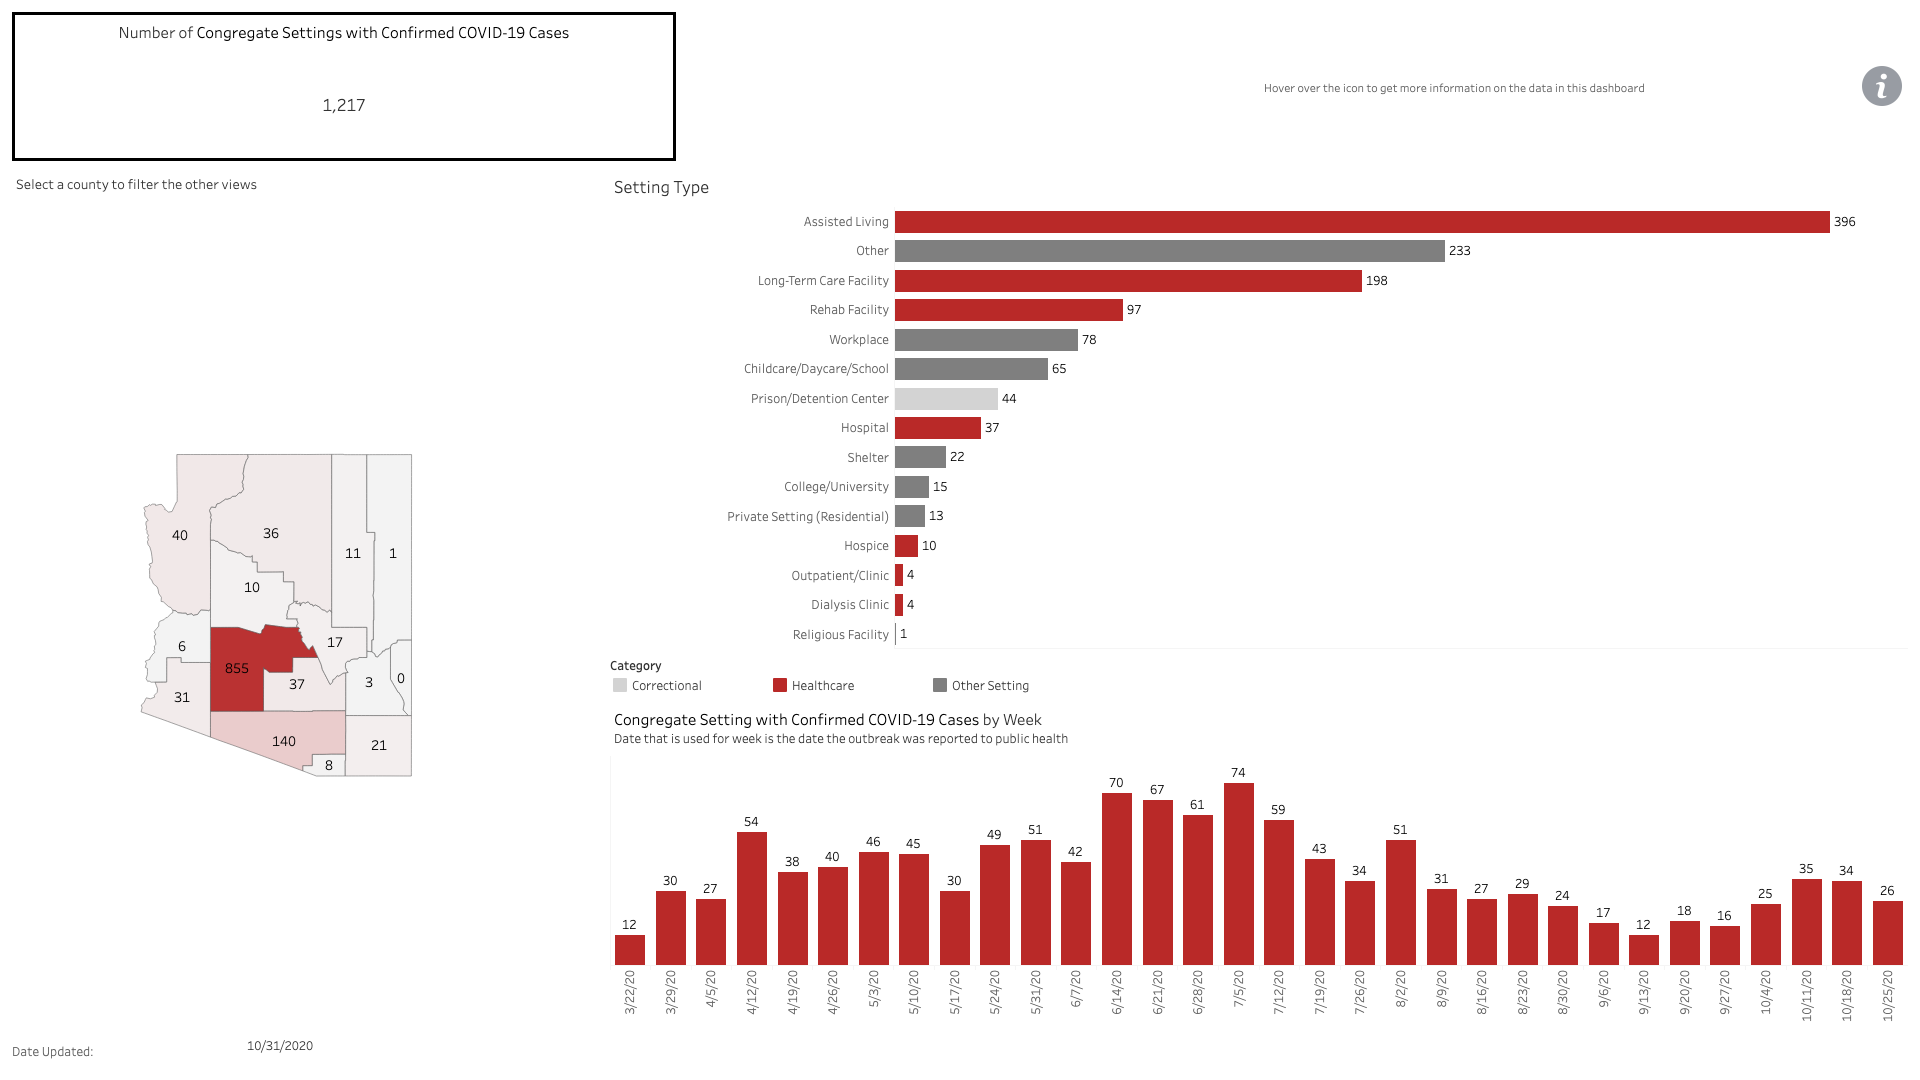 Number of Congregate Settings with Confirmed COVID-19 Cases
1,217
Hover over the icon to get more information on the data in this dashboard
i
Select a county to filter the other views
40
36
11
1
10
6
17
855
37
3
0
31
140
21
8
Setting Type
Assisted Living 396
Other 233
Long-Term Care Facility 198
Rehab Facility 97
Workplace 78
Childcare/Daycare/School 65
Prison/Detention Center 44
Hospital 37
Shelter 22
College/University 15
Private Setting (Residential) 13
Hospice 10
Outpatient/Clinic 4
Dialysis Clinic 4
Religious Facility 1
Category
Correctional Healthcare Other Setting
Congregate Setting with Confirmed COVID-19 Cases by Week
Date that is used for week is the date the outbreak was reported to public health
12 30 27 54 38 40 46 45 30 49 51 42 70 67 61 74 59 43 34 51 31 27 29 24 17 12 18 16 25 35 34 26
3/22/20 3/29/20 4/5/20 4/12/20 4/19/20 4/26/20 5/3/20 5/10/20 5/17/20 5/24/20 5/31/20 6/7/20 6/14/20 6/21/20 6/28/20 7/5/20 7/12/20 7/19/20 7/26/20 8/2/20 8/9/20 8/16/20 8/23/20 8/30/20 9/6/20 9/13/20 9/20/20 9/27/20 10/4/20 10/11/20 10/18/20 10/25/20
Date Updated: 10/31/2020